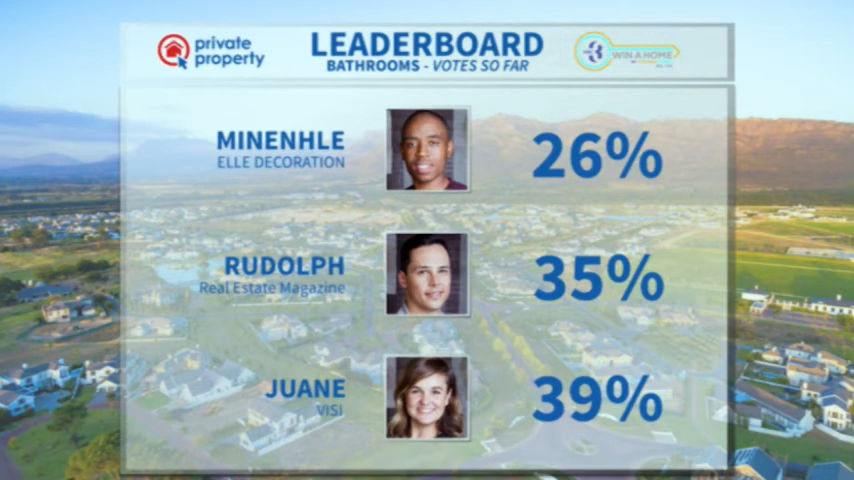 private
property
LEADERBOARD
BATHROOMS - VOTES SO FAR
WIN A HOME
MINENHLE
ELLE DECORATION
26%
RUDOLPH
Real Estate Magazine
35%
JUANE
VISI
39%